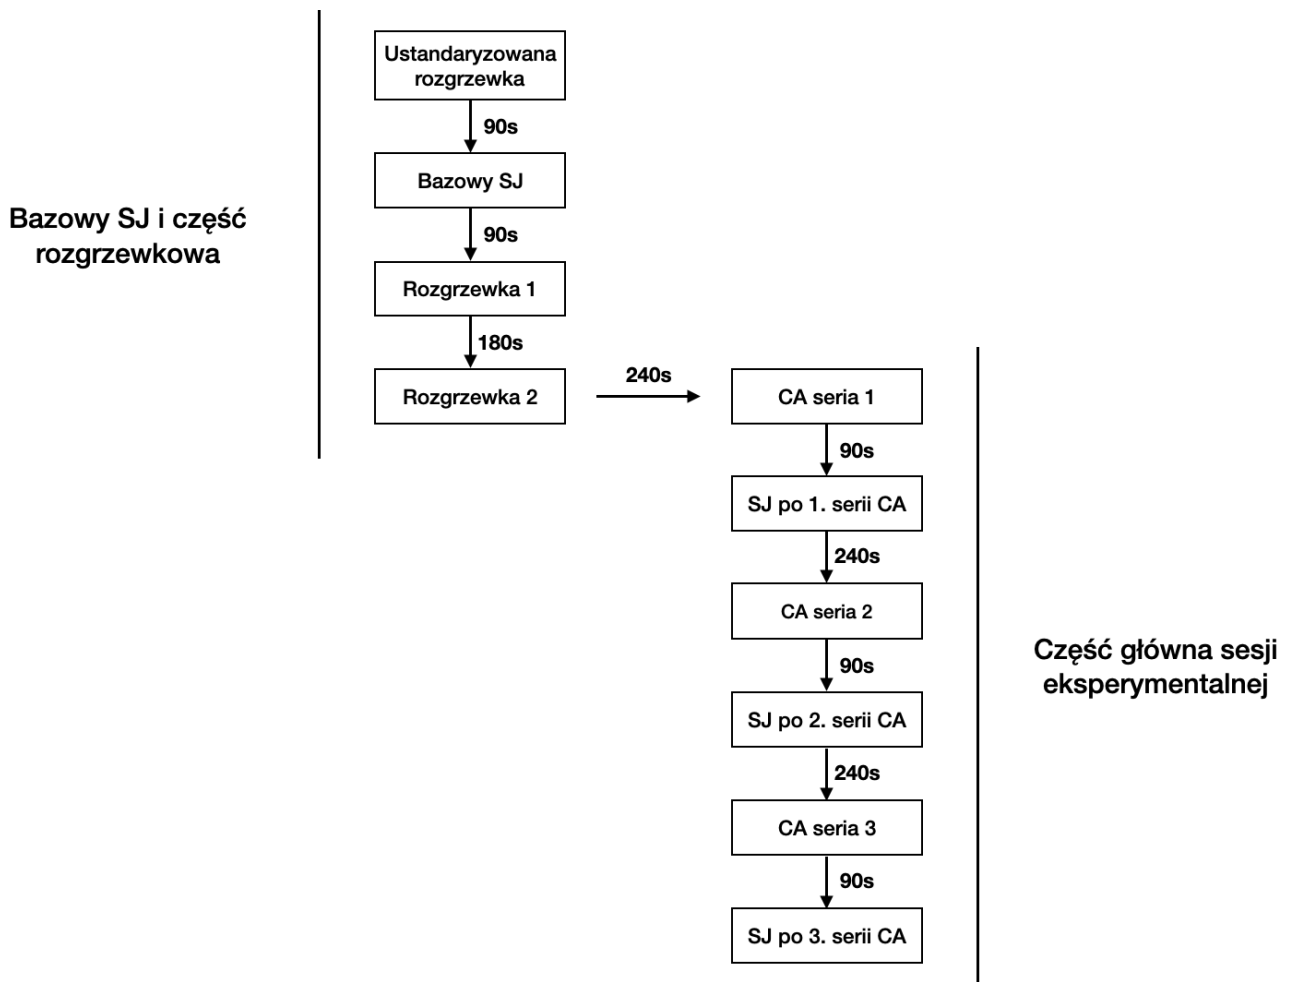 Bazowy SJ i część
rozgrzewkowa
Ustandaryzowana
rozgrzewka
90s
Bazowy SJ
90s
Rozgrzewka 1
180s
Rozgrzewka 2
240s
CA seria 1
90s
SJ po 1. serii CA
240s
CA seria 2
90s
SJ po 2. serii CA
240s
CA seria 3
90s
SJ po 3. serii CA
Część główna sesji
eksperymentalnej